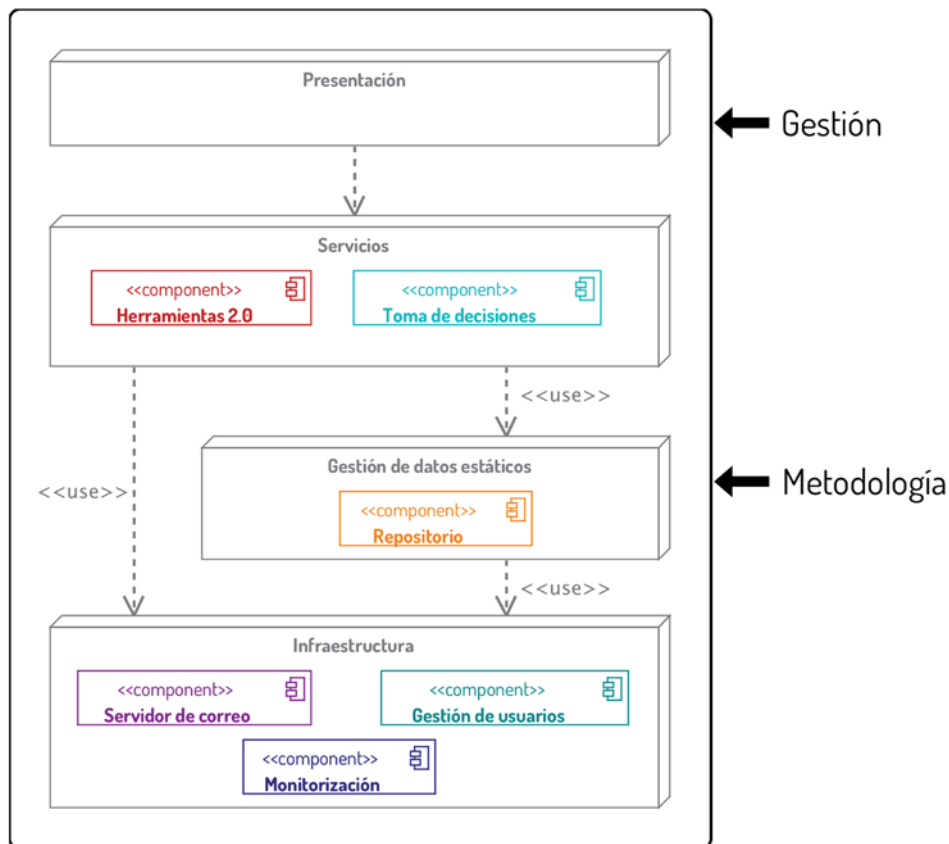 Presentación
Gestión
Servicios
<<component>>
Herramientas 2.0
<<component>>
Toma de decisiones
<<use>>
Gestión de datos estáticos
<<component>>
Repositorio
Metodología
<<use>>
<<use>>
Infraestructura
<<component>>
Servidor de correo
<<component>>
Gestión de usuarios
<<component>>
Monitorización